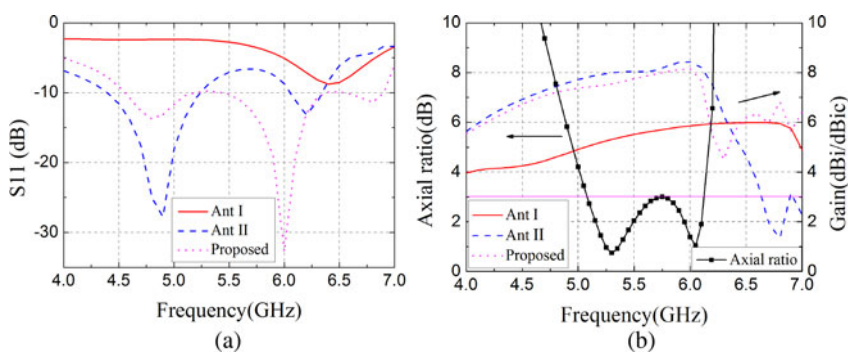 S11 (dB)
0
-10
-20
-30
Ant I
Ant II
Proposed
4.0 4.5 5.0 5.5 6.0 6.5 7.0
Frequency(GHz)
(a)
Axial ratio(dB)
10
8
6
4
2
0
Ant I
Ant II
Proposed
Axial ratio
4.0 4.5 5.0 5.5 6.0 6.5 7.0
Frequency(GHz)
10
8
6
4
2
0
Gain(dBi/dBic)
(b)